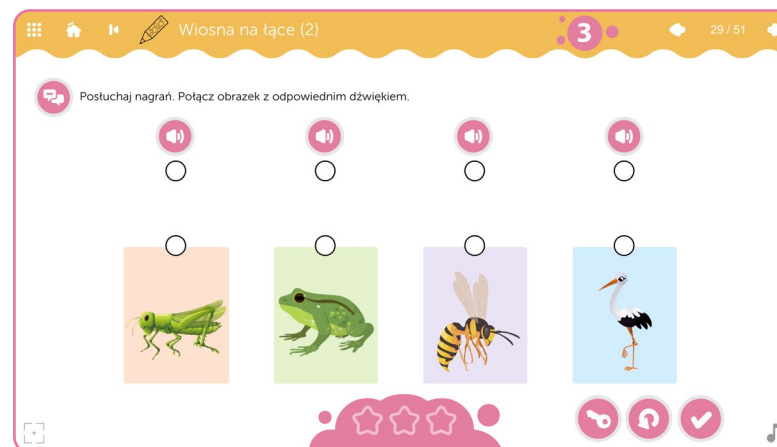 Wiosna na łące (2)
3
29 / 51
Posłuchaj nagrań. Połącz obrazek z odpowiednim dźwiękiem.